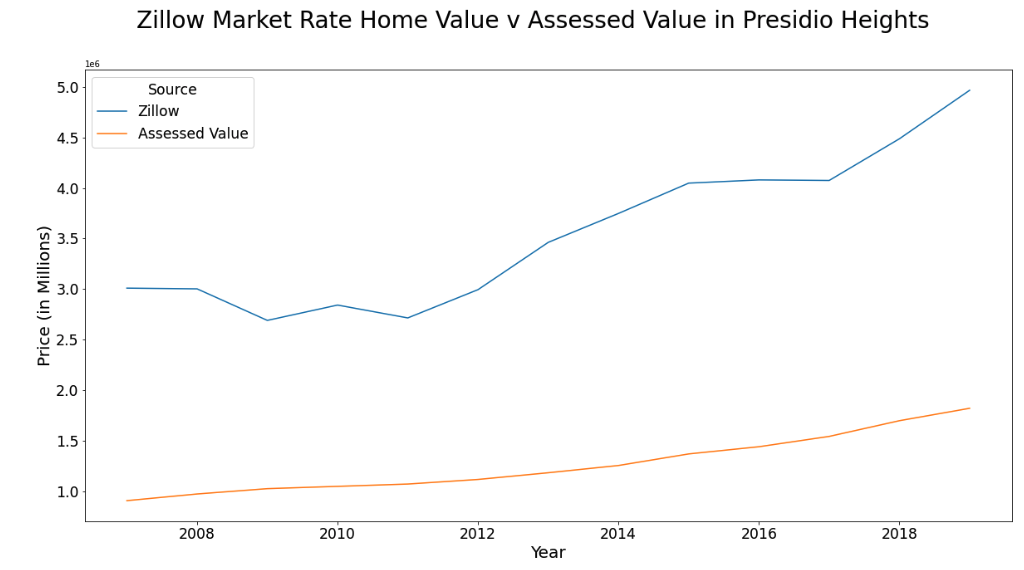 Zillow Market Rate Home Value v Assessed Value in Presidio Heights
1e6
Source
Zillow
Assessed Value
5.0
4.5
4.0
3.5
3.0
2.5
2.0
1.5
1.0
Price (in Millions)
2008 2010 2012 2014 2016 2018
Year